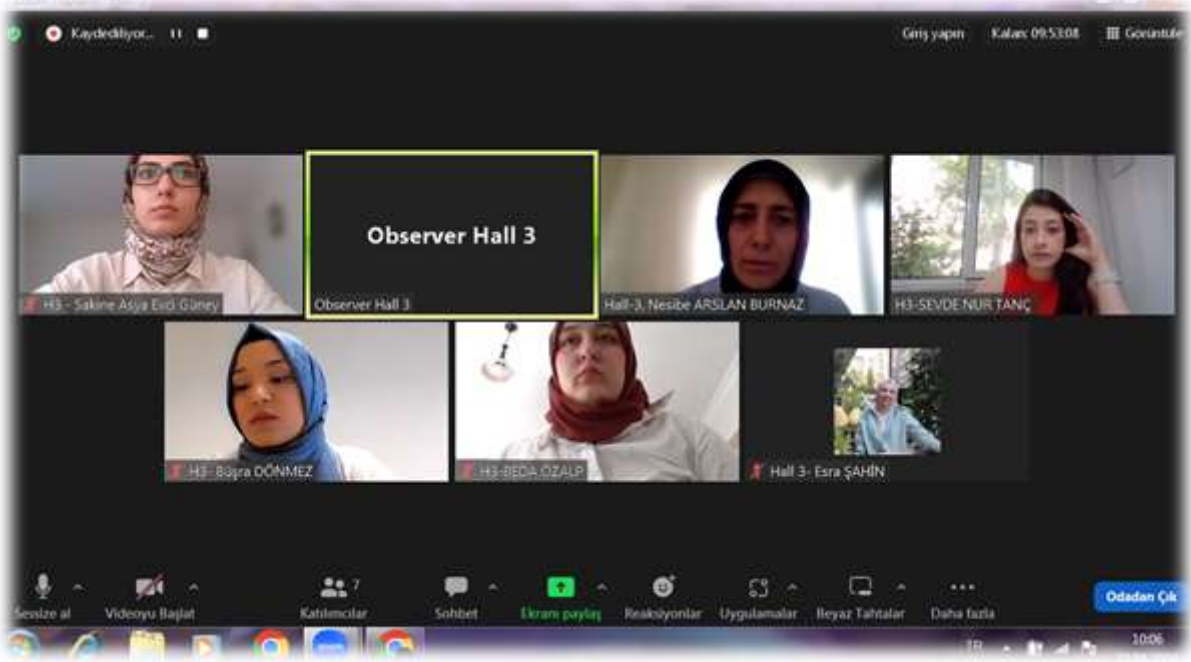 Kaydediliyor...
Giriş yapın
Kalan: 09:53:08
Görüntüle
Observer Hall 3
H3 - Sakine Asya Evci Güney
Observer Hall 3
Hall-3, Nesibe ARSLAN BURNAZ
H3-SEVDE NUR TANÇ
H3- Büşra DÖNMEZ
H3-BEDA ÖZALP
Hall 3- Esra ŞAHİN
7
Sessize al
Videoyu Başlat
Katılımcılar
Sohbet
Ekram paylaş
Reaksiyonlar
Uygulamalar
Beyaz Tahtalar
Daha fazla
Odadan Çık
TR
10:06